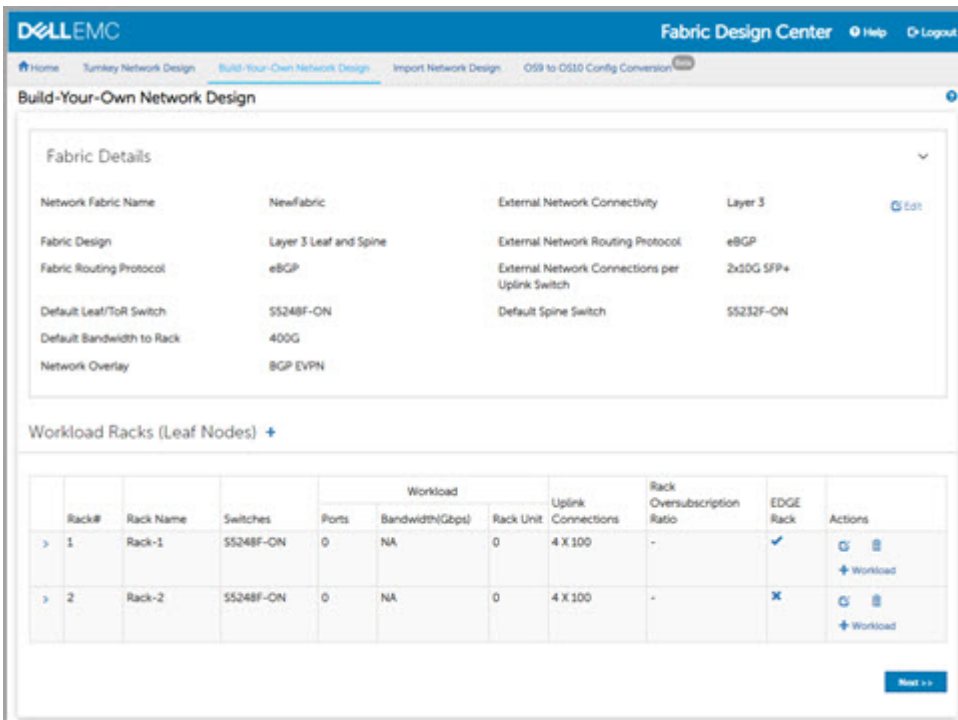 DELLEMC
Fabric Design Center Help Logout
Home Turnkey Network Design Build-Your-Own Network Design Import Network Design OS9 to OS10 Config Conversion Beta
Build-Your-Own Network Design
Fabric Details
Network Fabric Name NewFabric External Network Connectivity Layer 3 Edit
Fabric Design Layer 3 Leaf and Spine External Network Routing Protocol eBGP
Fabric Routing Protocol eBGP External Network Connections per 2x10G SFP+
Uplink Switch
Default Leaf/ToR Switch S5248F-ON Default Spine Switch S5232F-ON
Default Bandwidth to Rack 400G
Network Overlay BGP EVPN
Workload Racks (Leaf Nodes) +
Rack# Rack Name Switches Workload Ports Bandwidth(Gbps) Rack Unit Uplink Connections Rack Oversubscription Ratio EDGE Rack Actions
> 1 Rack-1 S5248F-ON 0 NA 0 4 X 100 - ✔
+ Workload
> 2 Rack-2 S5248F-ON 0 NA 0 4 X 100 - ✖
+ Workload
Next >>